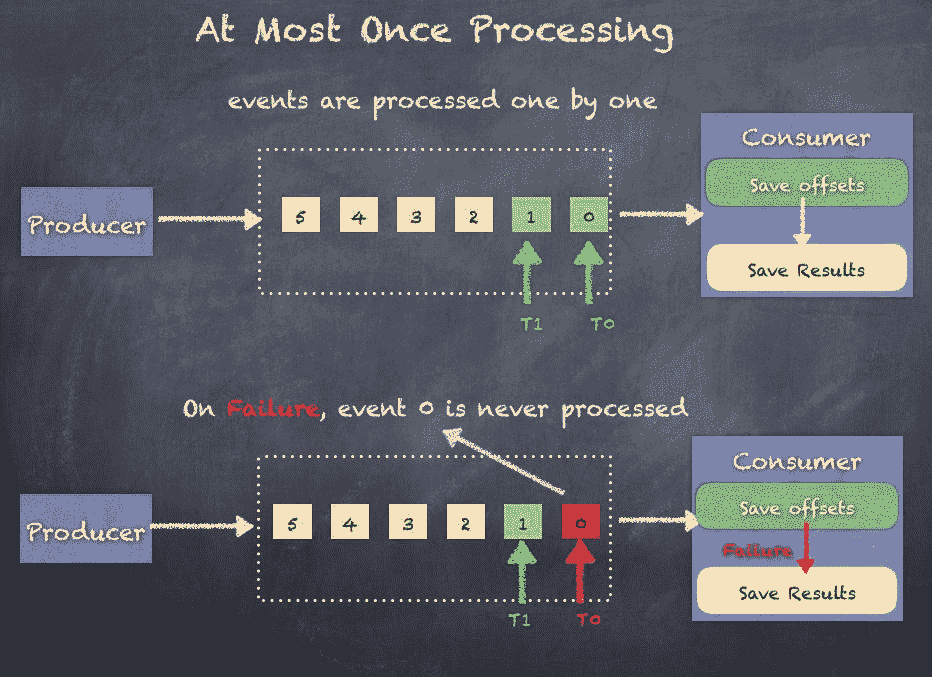 At Most Once Processing
events are processed one by one
Producer
5 4 3 2 1 0
T1 T0
Consumer
Save offsets
Save Results
On Failure, event 0 is never processed
Producer
5 4 3 2 1 0
T1 T0
Consumer
Save offsets
Failure
Save Results